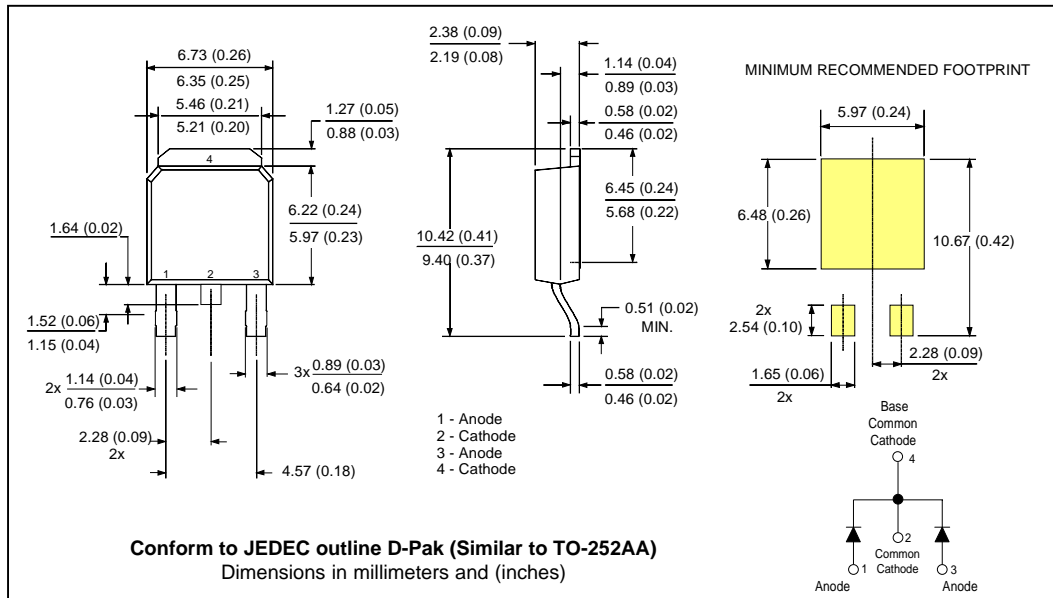 6.73 (0.26)
6.35 (0.25)
5.46 (0.21)
5.21 (0.20)
1.27 (0.05)
0.88 (0.03)
4
6.22 (0.24)
5.97 (0.23)
1.64 (0.02)
1 2 3
1.52 (0.06)
1.15 (0.04)
2x 1.14 (0.04)
0.76 (0.03)
3x 0.89 (0.03)
0.64 (0.02)
2.28 (0.09)
2x
4.57 (0.18)
2.38 (0.09)
2.19 (0.08)
1.14 (0.04)
0.89 (0.03)
0.58 (0.02)
0.46 (0.02)
6.45 (0.24)
5.68 (0.22)
10.42 (0.41)
9.40 (0.37)
0.51 (0.02)
MIN.
0.58 (0.02)
0.46 (0.02)
1 - Anode
2 - Cathode
3 - Anode
4 - Cathode
MINIMUM RECOMMENDED FOOTPRINT
5.97 (0.24)
6.48 (0.26)
10.67 (0.42)
2x
2.54 (0.10)
1.65 (0.06)
2x
2.28 (0.09)
2x
Base
Common
Cathode
4
2
Common
Cathode
1
Anode
3
Anode
Conform to JEDEC outline D-Pak (Similar to TO-252AA)
Dimensions in millimeters and (inches)